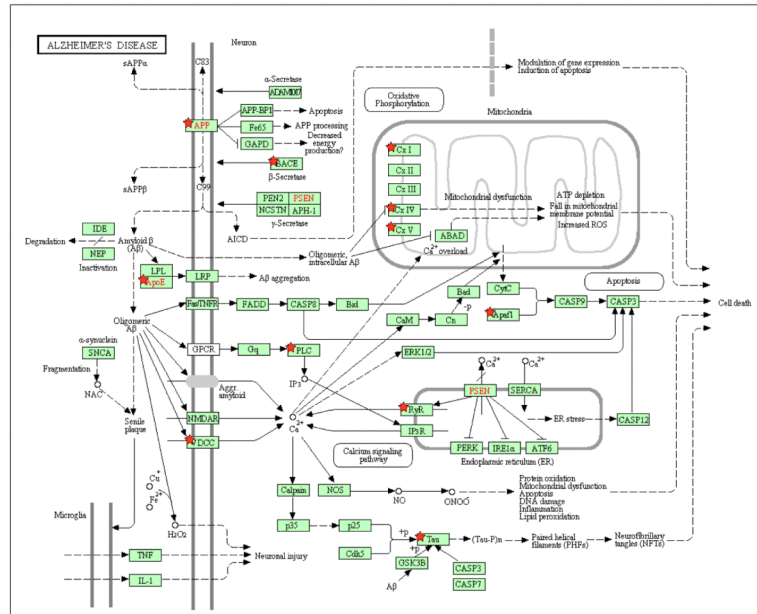 ALZHEIMER'S DISEASE
Neuron
sAPPα
C83
α-Secretase
ADAM10/17
Modulation of gene expression
Induction of apoptosis
Oxidative
Phosphorylation
Mitochondria
APP
APP-BP1
Apoptosis
Fe65
APP processing
GAPD
Decreased
energy
production?
BACE
β-Secretase
sAPPβ
C99
PEN2
PSEN
NCSTN
APH-1
γ-Secretase
AICD
Cx I
Cx II
Cx III
Cx IV
Cx V
Mitochondrial dysfunction
ATP depletion
Fall in mitochondrial
membrane potential
Increased ROS
ABAD
Ca2+ overload
IDE
Degradation
Amyloid β
(Aβ)
NEP
Inactivation
Oligomeric,
intracellular Aβ
LPL
ApoE
LRP
Aβ aggregation
Fas/TNFR
FADD
CASP8
Bid
Bad
-p
Bad
CaM
Cn
CytC
Apaf1
CASP9
Apoptosis
CASP3
Cell death
Oligomeric
Aβ
α-synuclein
SNCA
Fragmentation
NAC
GPCR
Gq
PLC
IP3
ERK1/2
Aggr.
amyloid
Senile
plaque
NMDAR
VDCC
Ca2+
RyR
IP3R
Ca2+
Ca2+
PSEN
SERCA
ER stress
CASP12
PERK
IRE1α
ATF6
Endoplasmic reticulum (ER)
Calcium signaling
pathway
Cu+
Fe2+
H2O2
Calpain
NOS
NO
ONOO-
Protein oxidation
Mitochondrial dysfunction
Apoptosis
DNA damage
Inflammation
Lipid peroxidation
Microglia
TNF
IL-1
Neuronal injury
p35
p25
Cdk5
+p
+p
Tau
GSK3B
Aβ
(Tau-P)n
Paired helical
filaments (PHFs)
Neurofibrillary
tangles (NFTs)
CASP3
CASP7